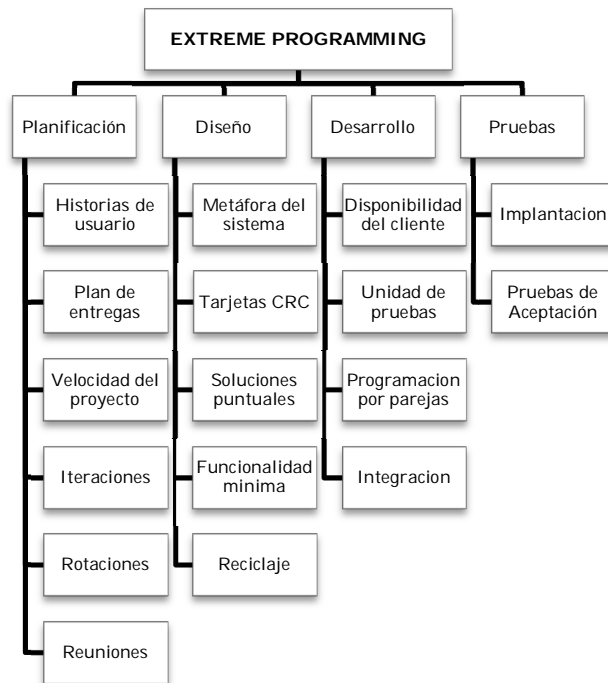 EXTREME PROGRAMMING
Planificación
Diseño
Desarrollo
Pruebas
Historias de
usuario
Plan de
entregas
Velocidad del
proyecto
Iteraciones
Rotaciones
Reuniones
Metáfora del
sistema
Tarjetas CRC
Soluciones
puntuales
Funcionalidad
minima
Reciclaje
Disponibilidad
del cliente
Unidad de
pruebas
Programacion
por parejas
Integracion
Implantacion
Pruebas de
Aceptación